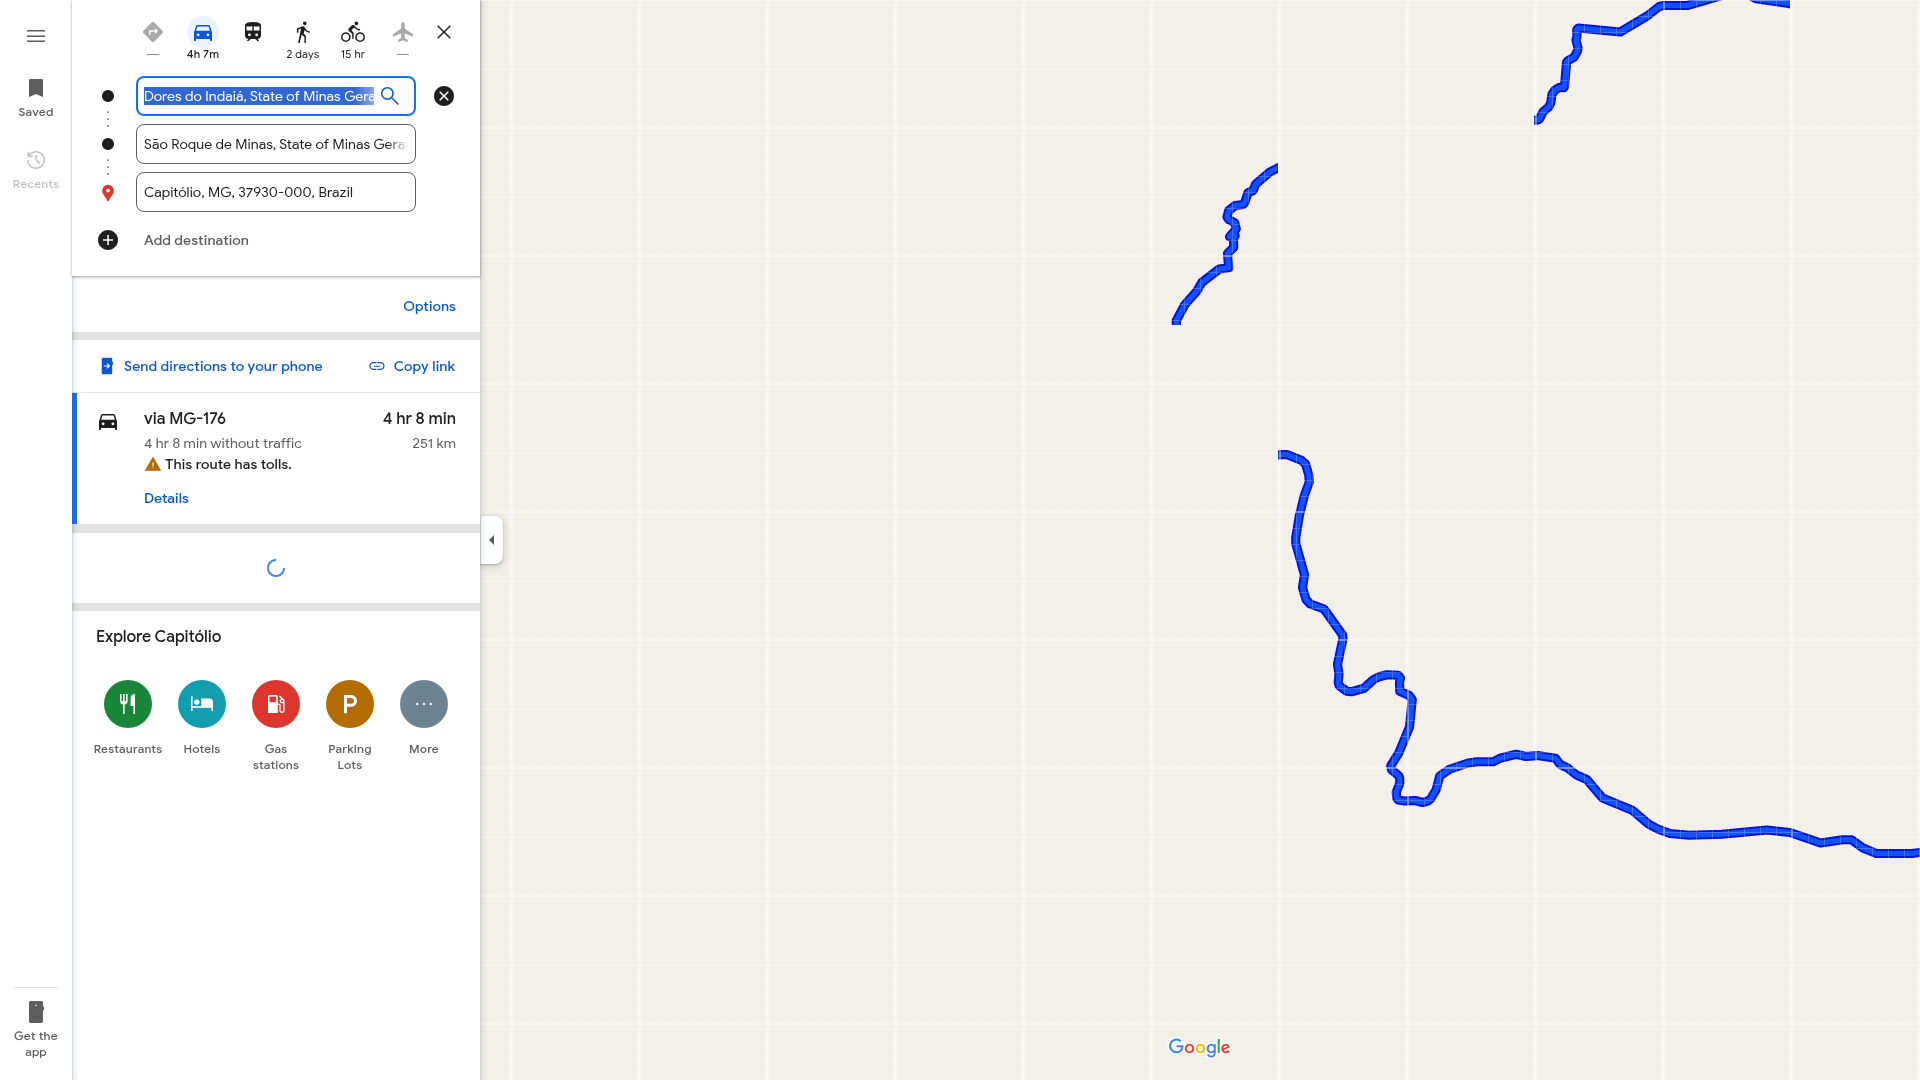 4h 7m
2 days
15 hr
Dores do Indaiá, State of Minas Gera
São Roque de Minas, State of Minas Gera
Capitólio, MG, 37930-000, Brazil
Add destination
Saved
Recents
Options
Send directions to your phone
Copy link
via MG-176
4 hr 8 min
4 hr 8 min without traffic
251 km
This route has tolls.
Details
Explore Capitólio
Restaurants
Hotels
Gas
stations
Parking
Lots
More
Get the
app
Google